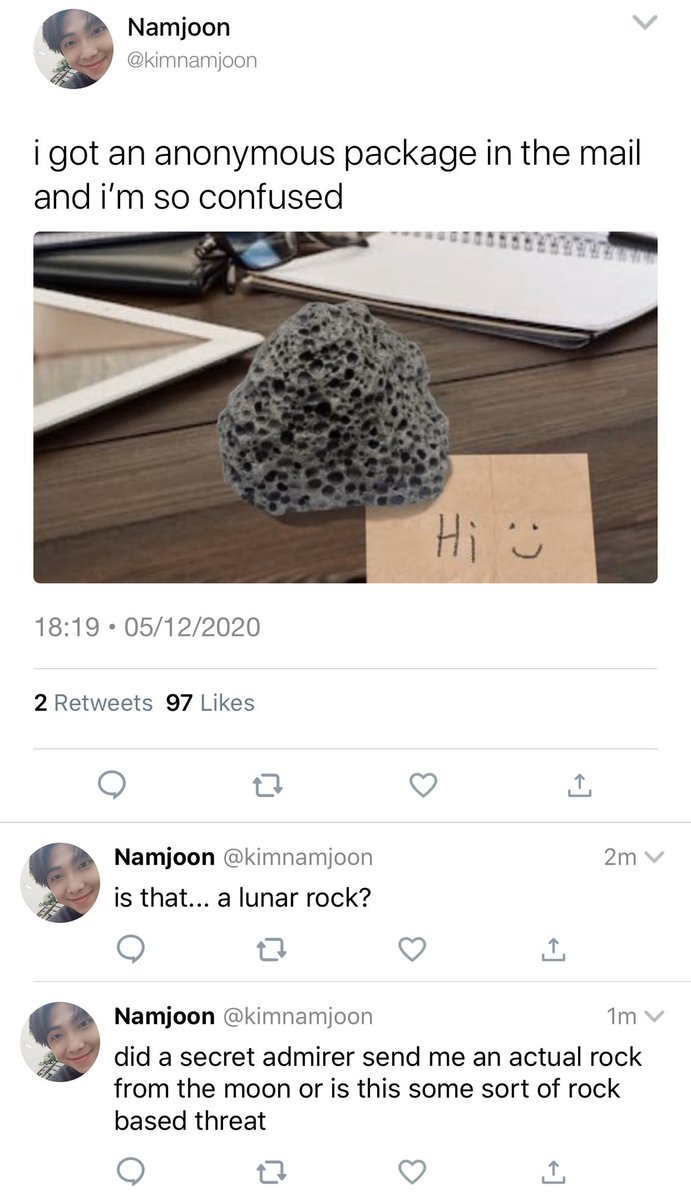 Namjoon
@kimnamjoon
i got an anonymous package in the mail
and i'm so confused
Hi :)
18:19 • 05/12/2020
2 Retweets 97 Likes
Namjoon @kimnamjoon 2m
is that... a lunar rock?
Namjoon @kimnamjoon 1m
did a secret admirer send me an actual rock
from the moon or is this some sort of rock
based threat